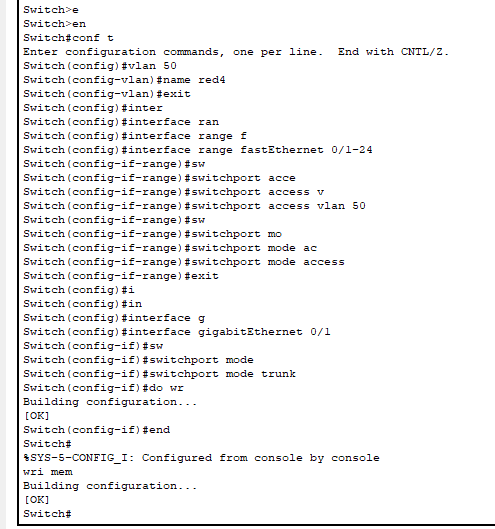 Switch>e
Switch>en
Switch#conf t
Enter configuration commands, one per line.  End with CNTL/Z.
Switch(config)#vlan 50
Switch(config-vlan)#name red4
Switch(config-vlan)#exit
Switch(config)#inter
Switch(config)#interface ran
Switch(config)#interface range f
Switch(config)#interface range fastEthernet 0/1-24
Switch(config-if-range)#sw
Switch(config-if-range)#switchport acce
Switch(config-if-range)#switchport access v
Switch(config-if-range)#switchport access vlan 50
Switch(config-if-range)#sw
Switch(config-if-range)#switchport mo
Switch(config-if-range)#switchport mode ac
Switch(config-if-range)#switchport mode access
Switch(config-if-range)#exit
Switch(config)#i
Switch(config)#in
Switch(config)#interface g
Switch(config)#interface gigabitEthernet 0/1
Switch(config-if)#sw
Switch(config-if)#switchport mode
Switch(config-if)#switchport mode trunk
Switch(config-if)#do wr
Building configuration...
[OK]
Switch(config-if)#end
Switch#
%SYS-5-CONFIG_I: Configured from console by console
wri mem
Building configuration...
[OK]
Switch#